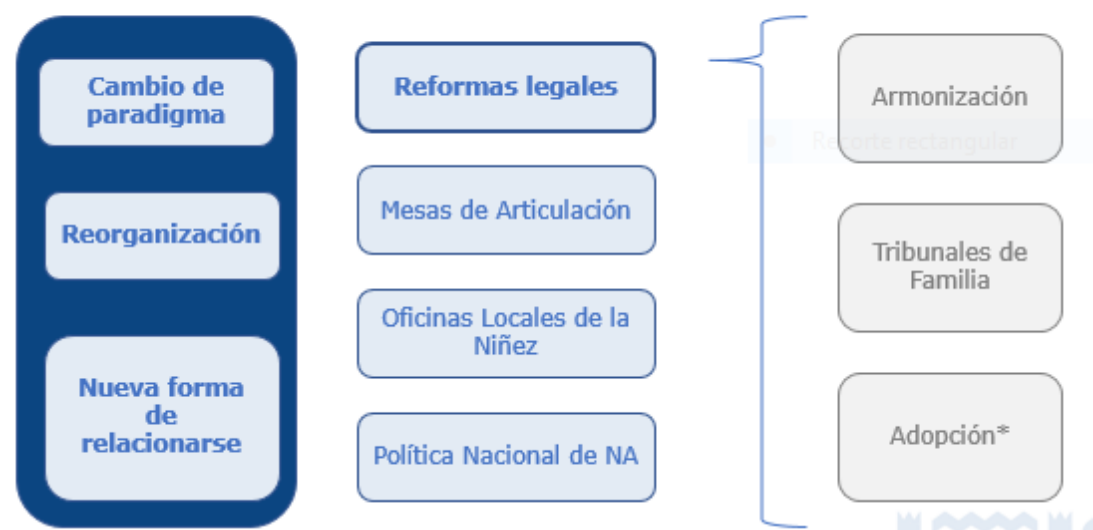 Cambio de
paradigma
Reorganización
Nueva forma
de
relacionarse
Reformas legales
Mesas de Articulación
Oficinas Locales de la
Niñez
Política Nacional de NA
Armonización
Recorte rectangular
Tribunales de
Familia
Adopción*